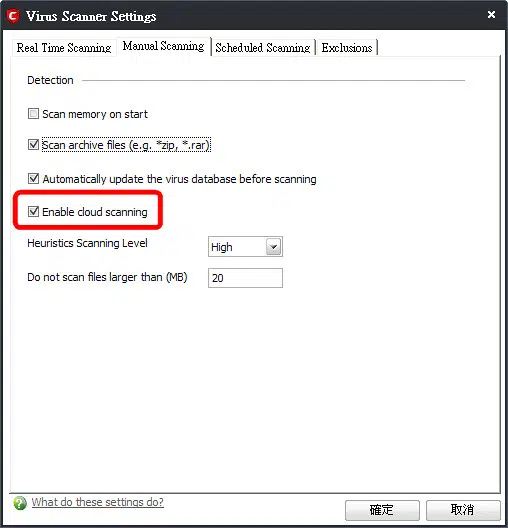 Virus Scanner Settings
Real Time Scanning Manual Scanning Scheduled Scanning Exclusions
Detection
Scan memory on start
Scan archive files (e.g. *zip, *.rar)
Automatically update the virus database before scanning
Enable cloud scanning
Heuristics Scanning Level High
Do not scan files larger than (MB) 20
What do these settings do?
確定 取消